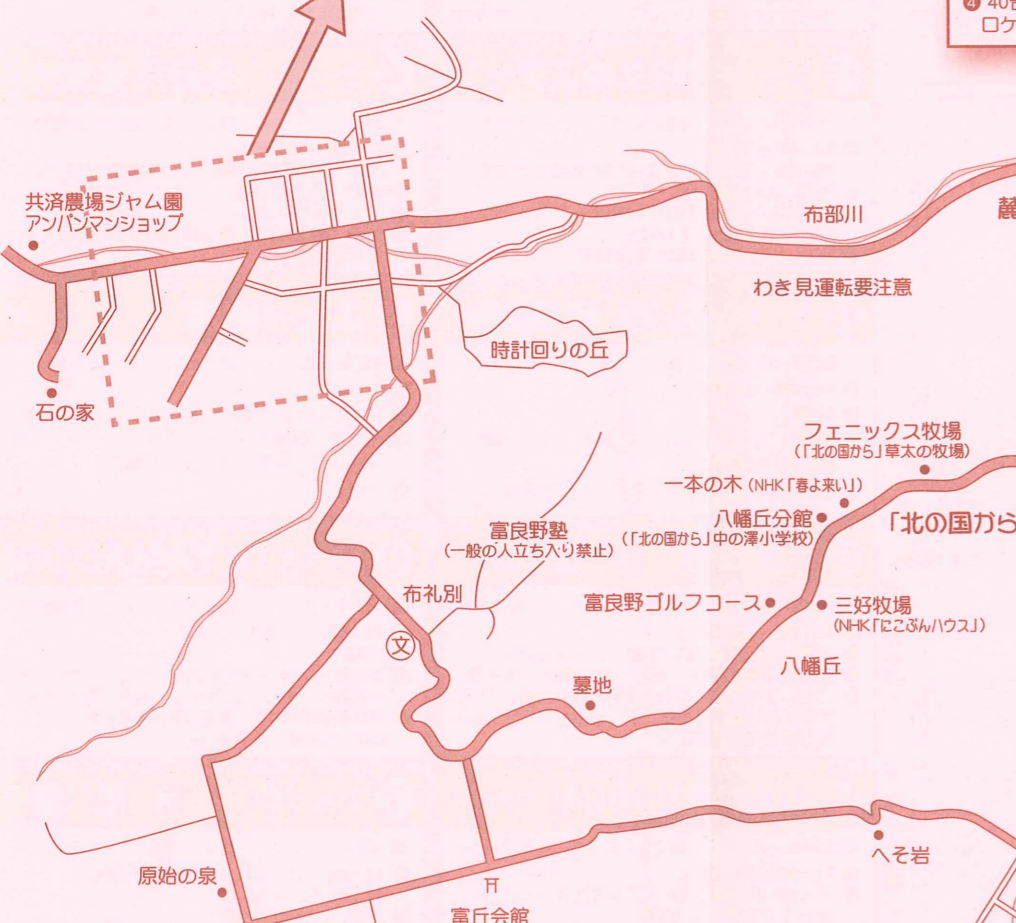 ❹ 40
ロケ
共済農場ジャム園
アンパンマンショップ
布部川
麓
わき見運転要注意
時計回りの丘
石の家
フェニックス牧場
(「北の国から」草太の牧場)
一本の木(NHK「春よ来い」)
八幡丘分館
(「北の国から」中の澤小学校)
「北の国から
富良野塾
(一般の人立ち入り禁止)
布礼別
富良野ゴルフコース
三好牧場
(NHK「にこぷんハウス」)
文
八幡丘
墓地
へそ岩
原始の泉
富丘会館